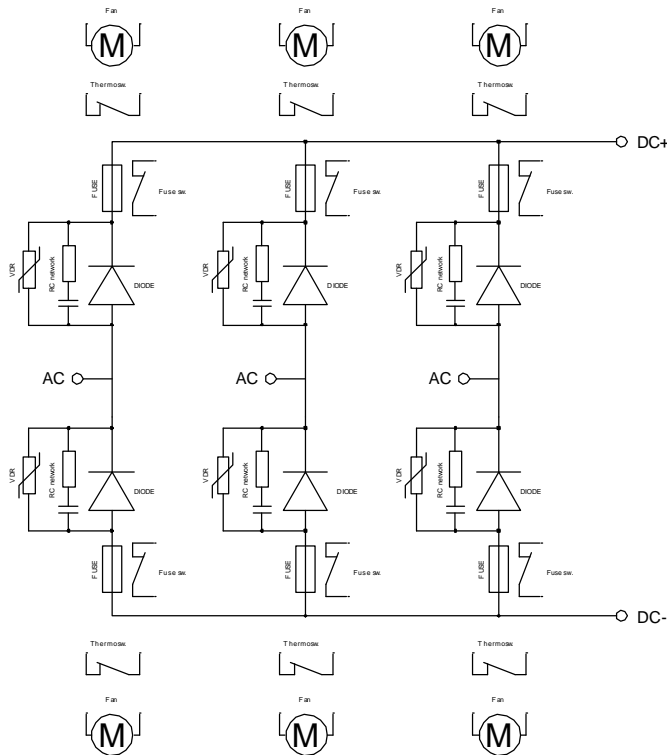 Fan Fan Fan
M M M
Thermosw. Thermosw. Thermosw.
DC+
FUSE Fuse sw. FUSE Fuse sw. FUSE Fuse sw.
VDR RC network DIODE VDR RC network DIODE VDR RC network DIODE
AC AC AC
VDR RC network DIODE VDR RC network DIODE VDR RC network DIODE
FUSE Fuse sw. FUSE Fuse sw. FUSE Fuse sw.
DC-
Thermosw. Thermosw. Thermosw.
Fan Fan Fan
M M M